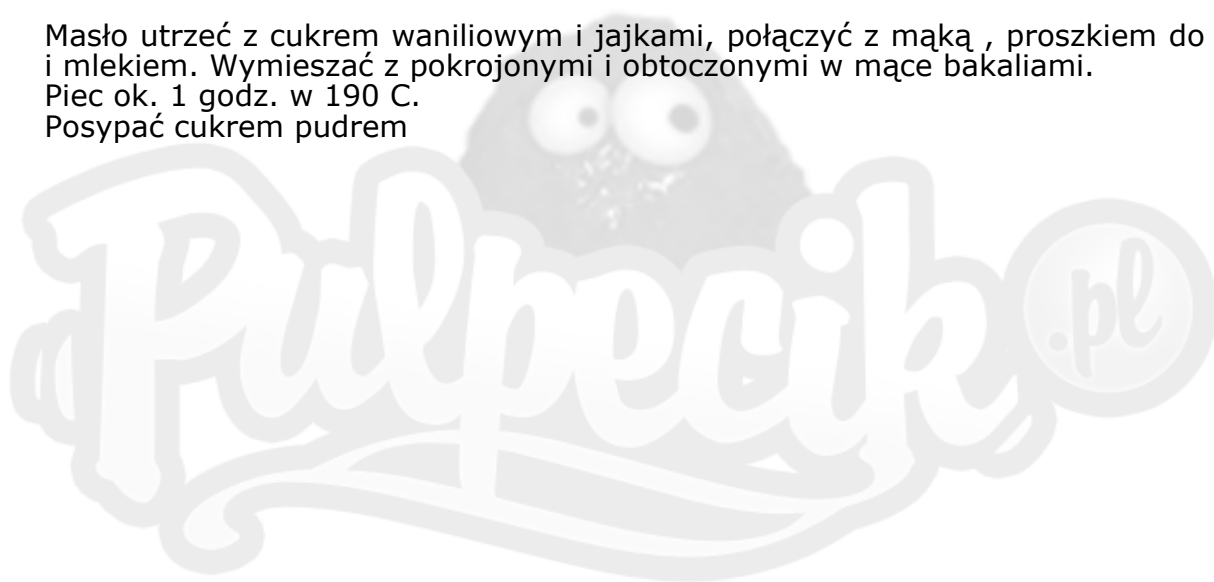 Masło utrzeć z cukrem waniliowym i jajkami, połączyć z mąką , proszkiem do
i mlekiem. Wymieszać z pokrojonymi i obtoczonymi w mące bakaliami.
Piec ok. 1 godz. w 190 C.
Posypać cukrem pudrem
Pulpecik.pl